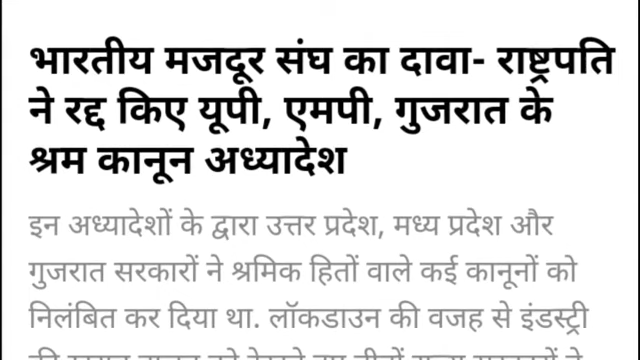 भारतीय मजदूर संघ का दावा- राष्ट्रपति
ने रद्द किए यूपी, एमपी, गुजरात के
श्रम कानून अध्यादेश
इन अध्यादेशों के द्वारा उत्तर प्रदेश, मध्य प्रदेश और
गुजरात सरकारों ने श्रमिक हितों वाले कई कानूनों को
निलंबित कर दिया था. लॉकडाउन की वजह से इंडस्ट्री